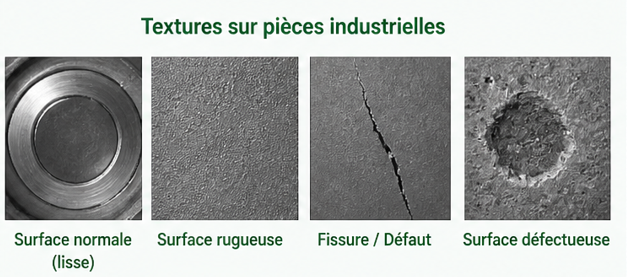 Textures sur pièces industrielles
Surface normale
(lisse)
Surface rugueuse
Fissure / Défaut
Surface défectueuse